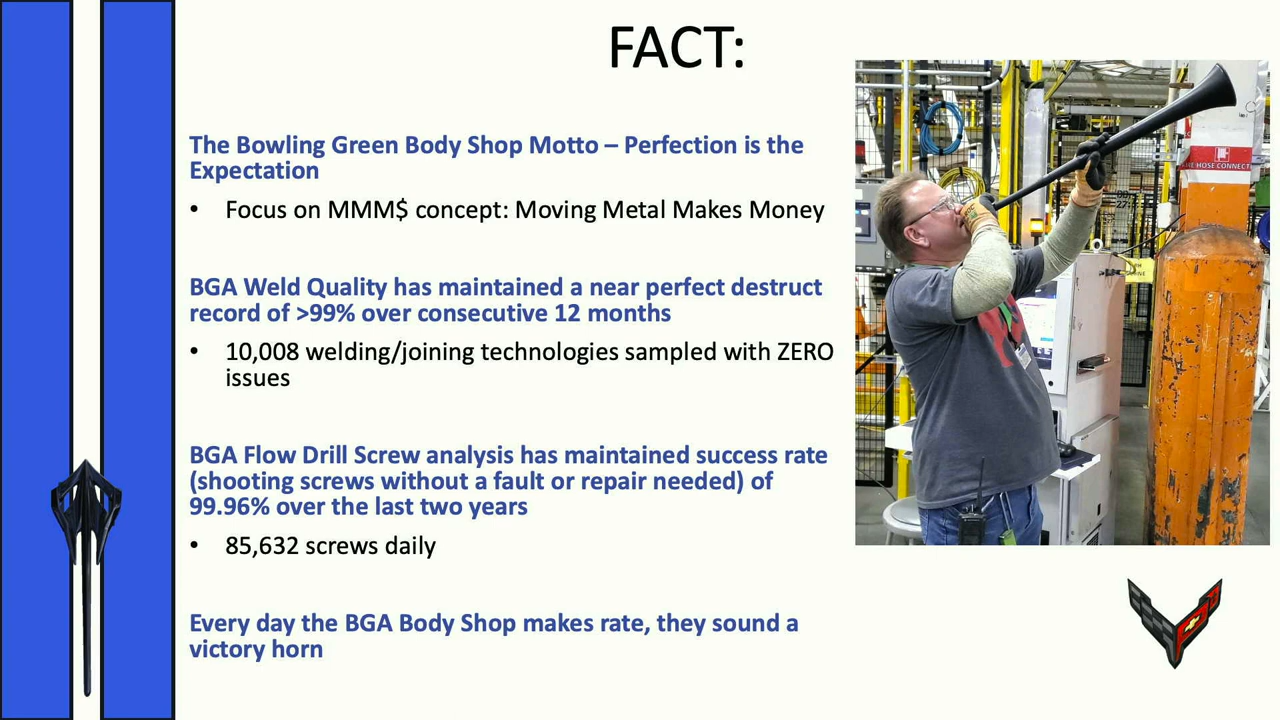 FACT:
The Bowling Green Body Shop Motto – Perfection is the
Expectation
• Focus on MMM$ concept: Moving Metal Makes Money
BGA Weld Quality has maintained a near perfect destruct
record of >99% over consecutive 12 months
• 10,008 welding/joining technologies sampled with ZERO
issues
BGA Flow Drill Screw analysis has maintained success rate
(shooting screws without a fault or repair needed) of
99.96% over the last two years
• 85,632 screws daily
Every day the BGA Body Shop makes rate, they sound a
victory horn
HOSE CONNECT